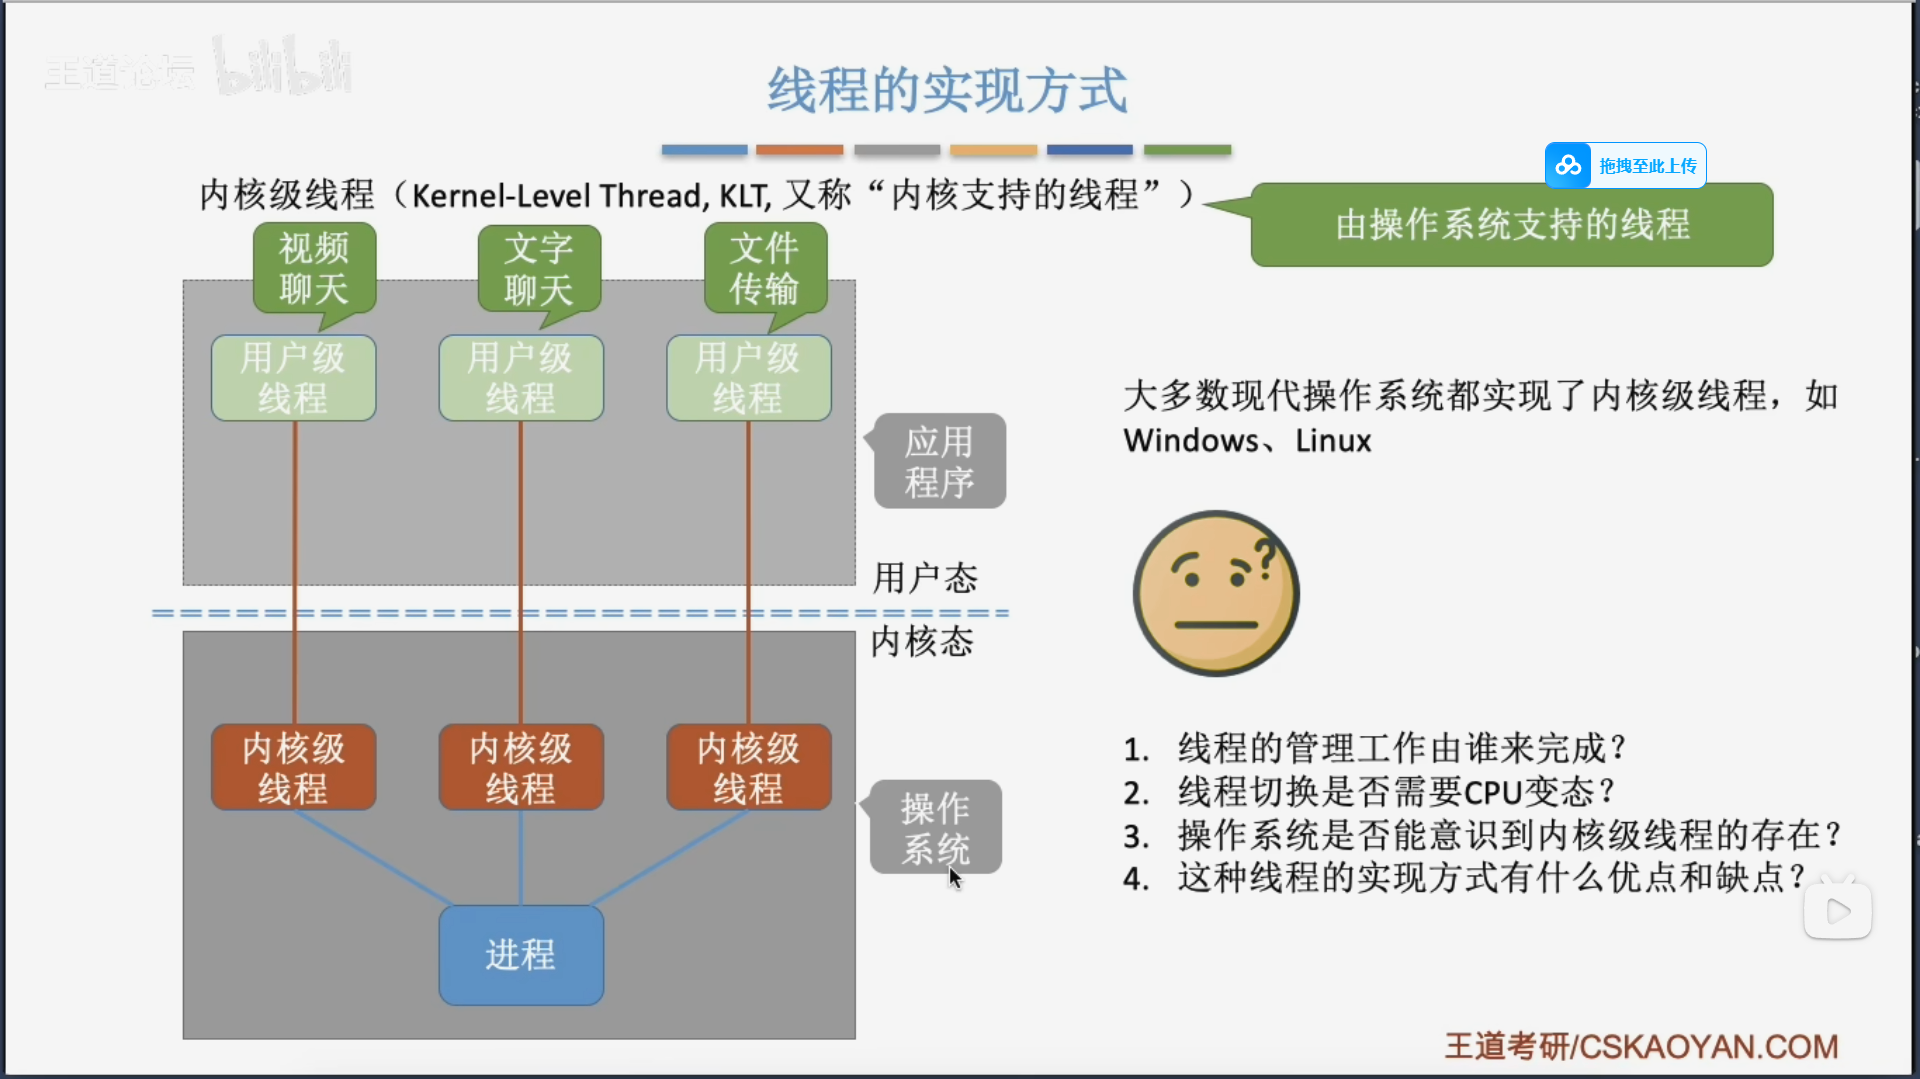 王道论坛 bilibili
线程的实现方式
拖拽至此上传
内核级线程（Kernel-Level Thread, KLT, 又称“内核支持的线程”）
由操作系统支持的线程
视频
聊天
文字
聊天
文件
传输
用户级
线程
用户级
线程
用户级
线程
应用
程序
大多数现代操作系统都实现了内核级线程，如
Windows、Linux
用户态
内核态
内核级
线程
内核级
线程
内核级
线程
操作
系统
进程
1. 线程的管理工作由谁来完成？
2. 线程切换是否需要CPU变态？
3. 操作系统是否能意识到内核级线程的存在？
4. 这种线程的实现方式有什么优点和缺点？
王道考研/CSKAOYAN.COM